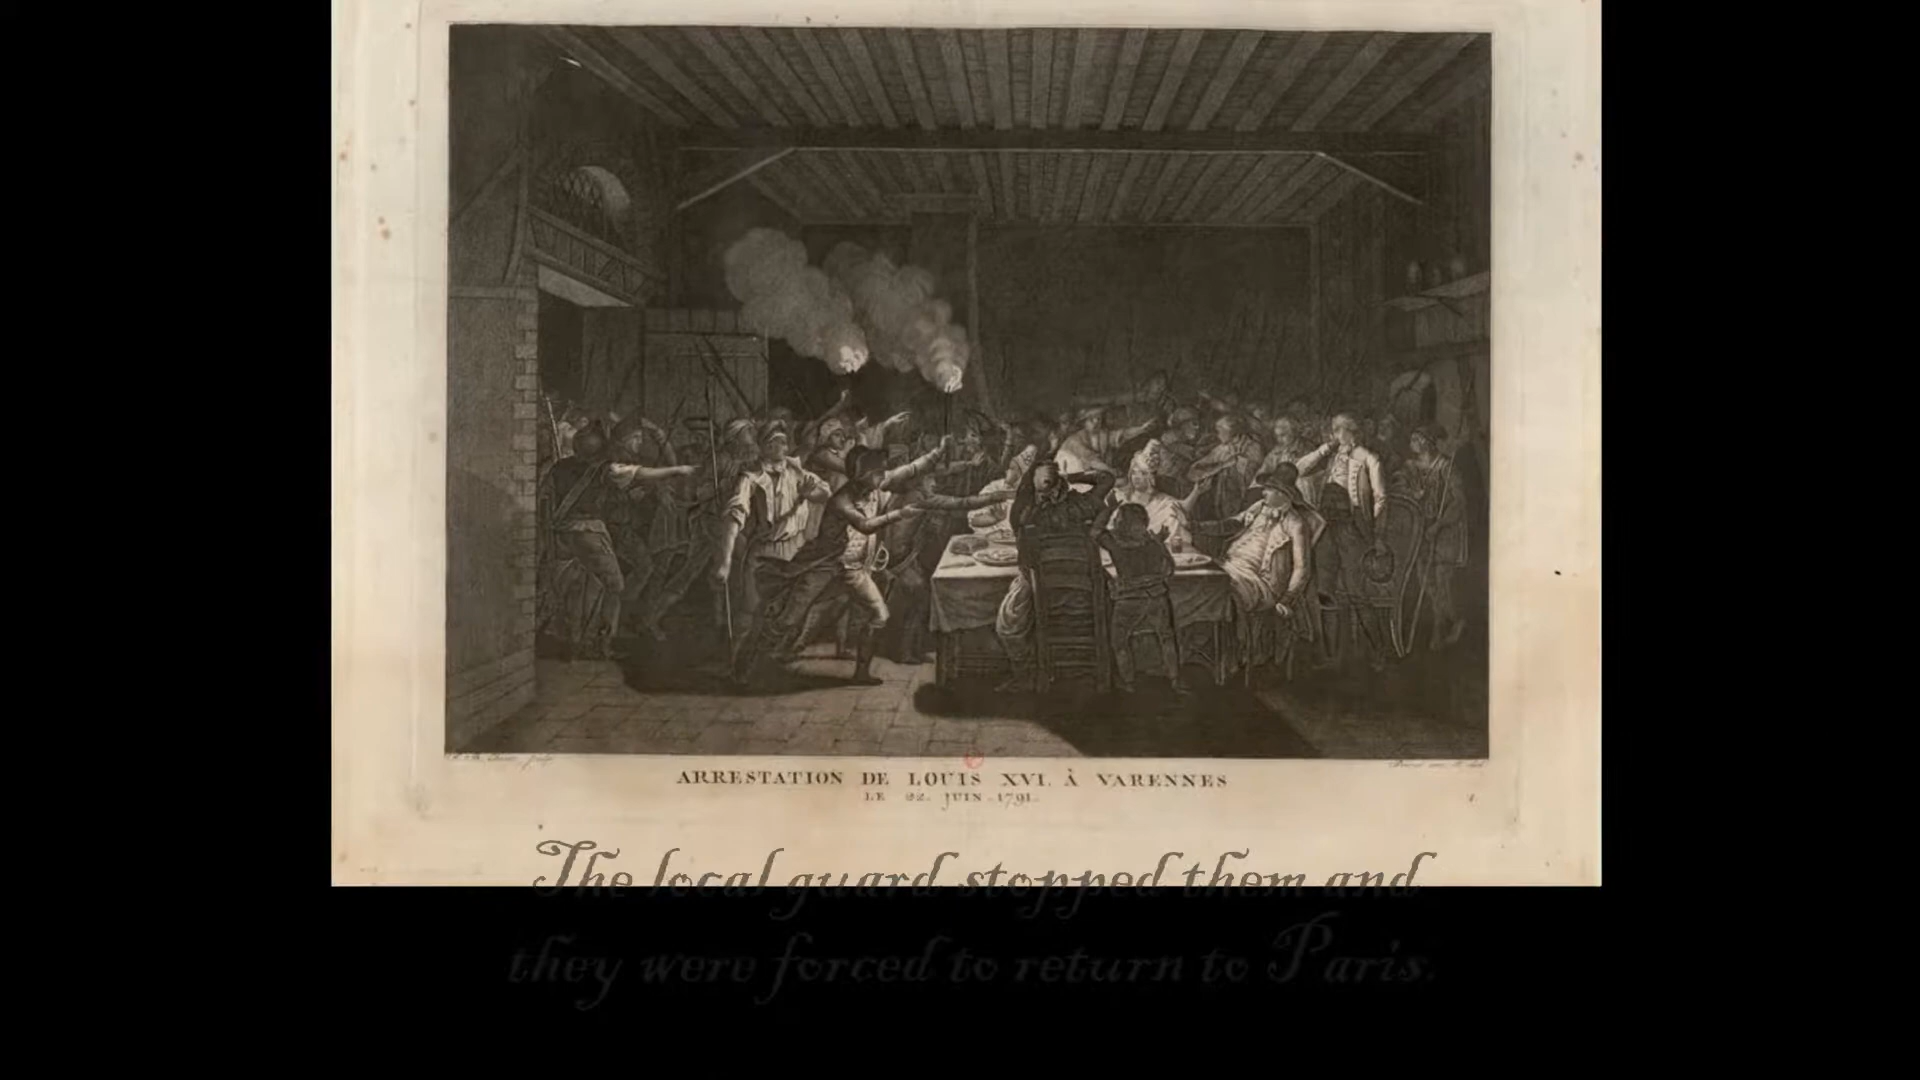 ARRESTATION DE LOUIS XVI. À VARENNES
LE 22. JUIN. 1791.
The local guard stopped them and
they were forced to return to Paris.